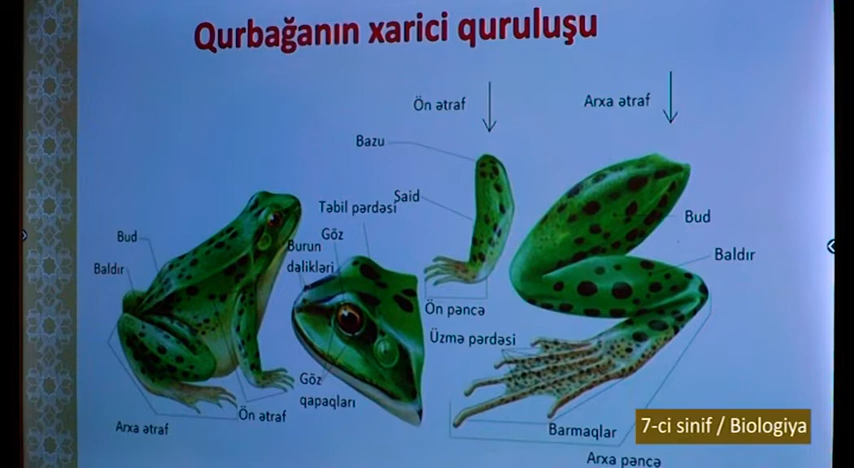 Qurbağanın xarici quruluşu
Ön ətraf
Arxa ətraf
Bazu
Said
Təbil pərdəsi
Göz
Burun
dəlikləri
Bud
Baldır
Bud
Baldır
Ön pəncə
Üzmə pərdəsi
Göz
qapaqları
Ön ətraf
Arxa ətraf
Barmaqlar
Arxa pəncə
7-ci sinif / Biologiya